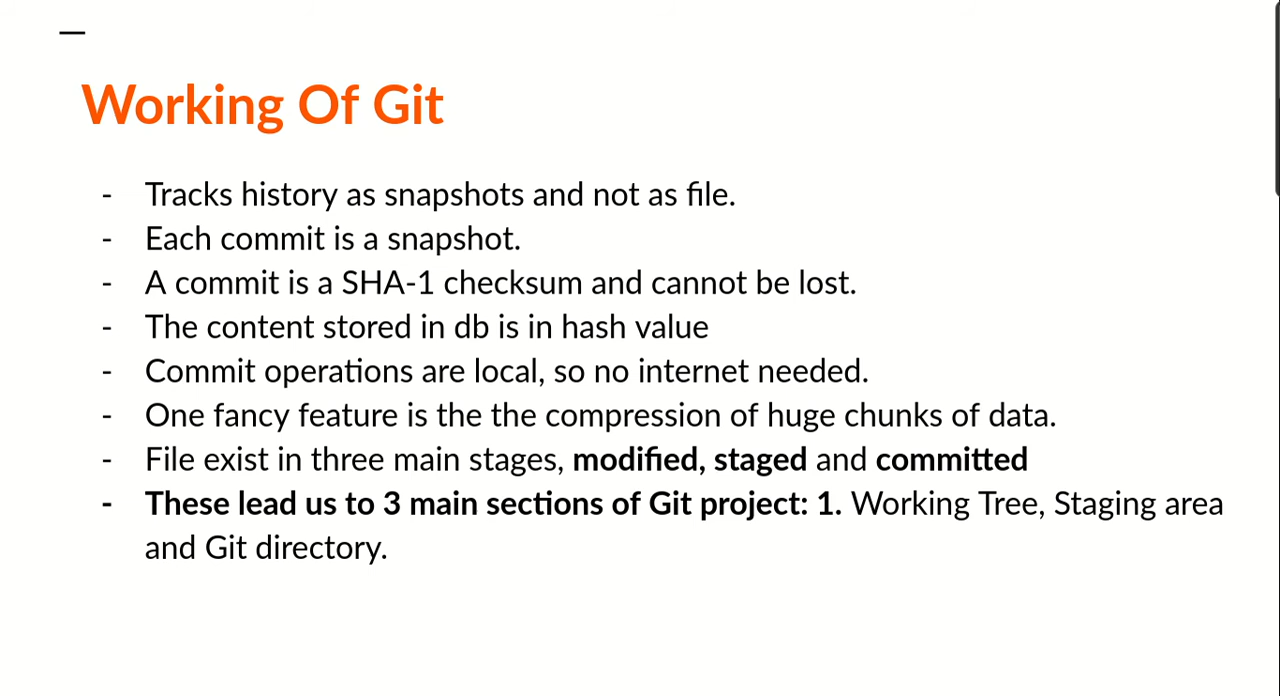 Working Of Git
- Tracks history as snapshots and not as file.
- Each commit is a snapshot.
- A commit is a SHA-1 checksum and cannot be lost.
- The content stored in db is in hash value
- Commit operations are local, so no internet needed.
- One fancy feature is the the compression of huge chunks of data.
- File exist in three main stages, modified, staged and committed
- These lead us to 3 main sections of Git project: 1. Working Tree, Staging area
and Git directory.